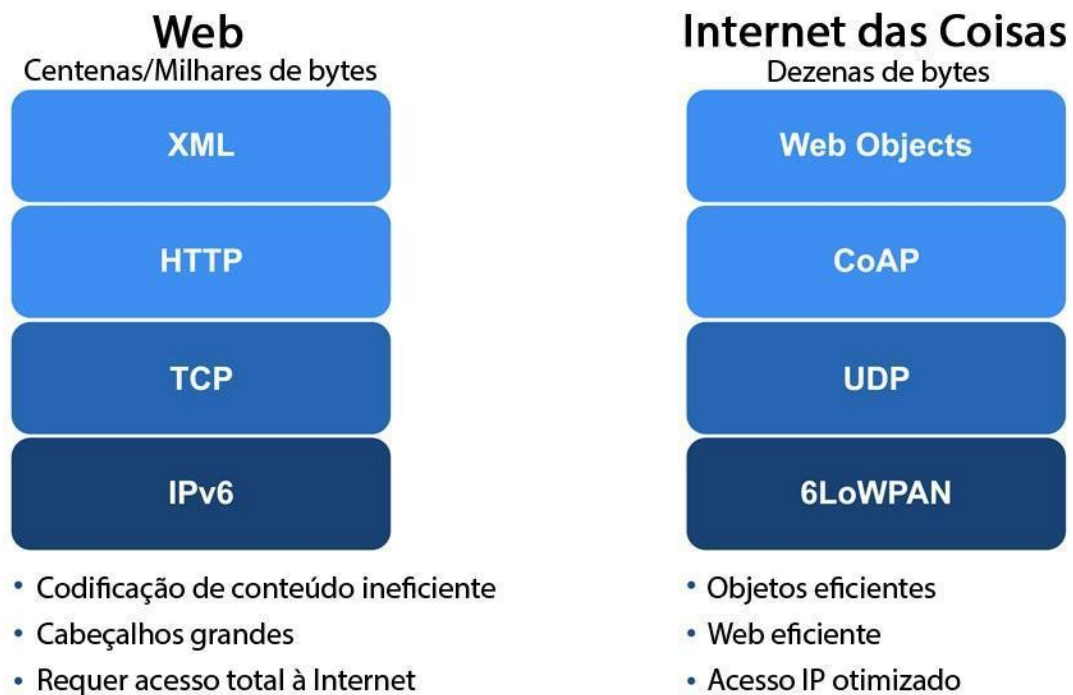 Web
Centenas/Milhares de bytes
XML
HTTP
TCP
IPv6
• Codificação de conteúdo ineficiente
• Cabeçalhos grandes
• Requer acesso total à Internet
Internet das Coisas
Dezenas de bytes
Web Objects
CoAP
UDP
6LoWPAN
• Objetos eficientes
• Web eficiente
• Acesso IP otimizado